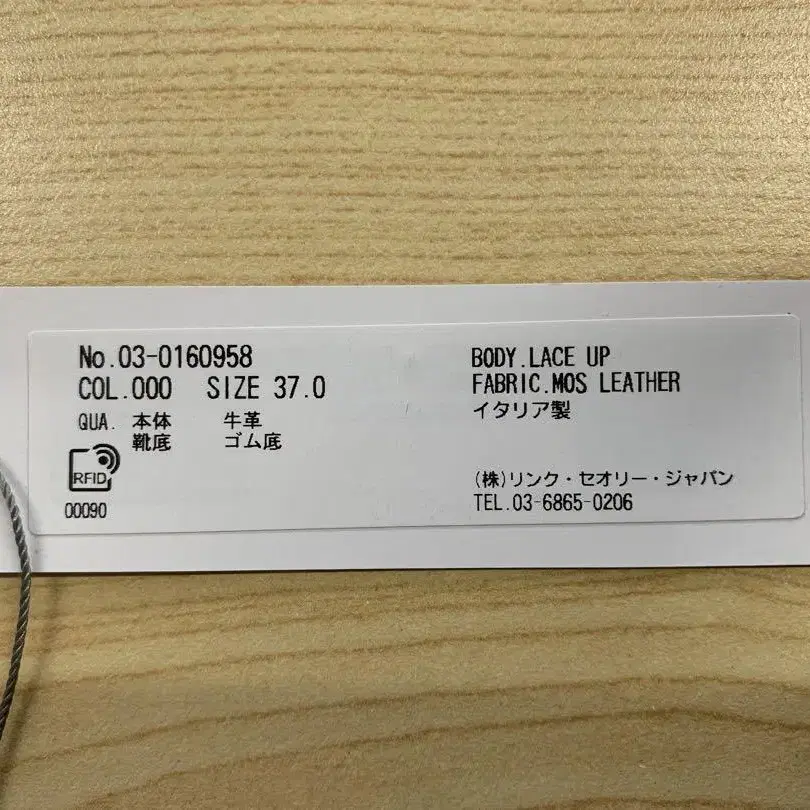 No.03-0160958
COL.000 SIZE 37.0
QUA. 本体 牛革
靴底 ゴム底
RFID
00090
BODY.LACE UP
FABRIC.MOS LEATHER
イタリア製
(株)リンク・セオリー・ジャパン
TEL.03-6865-0206